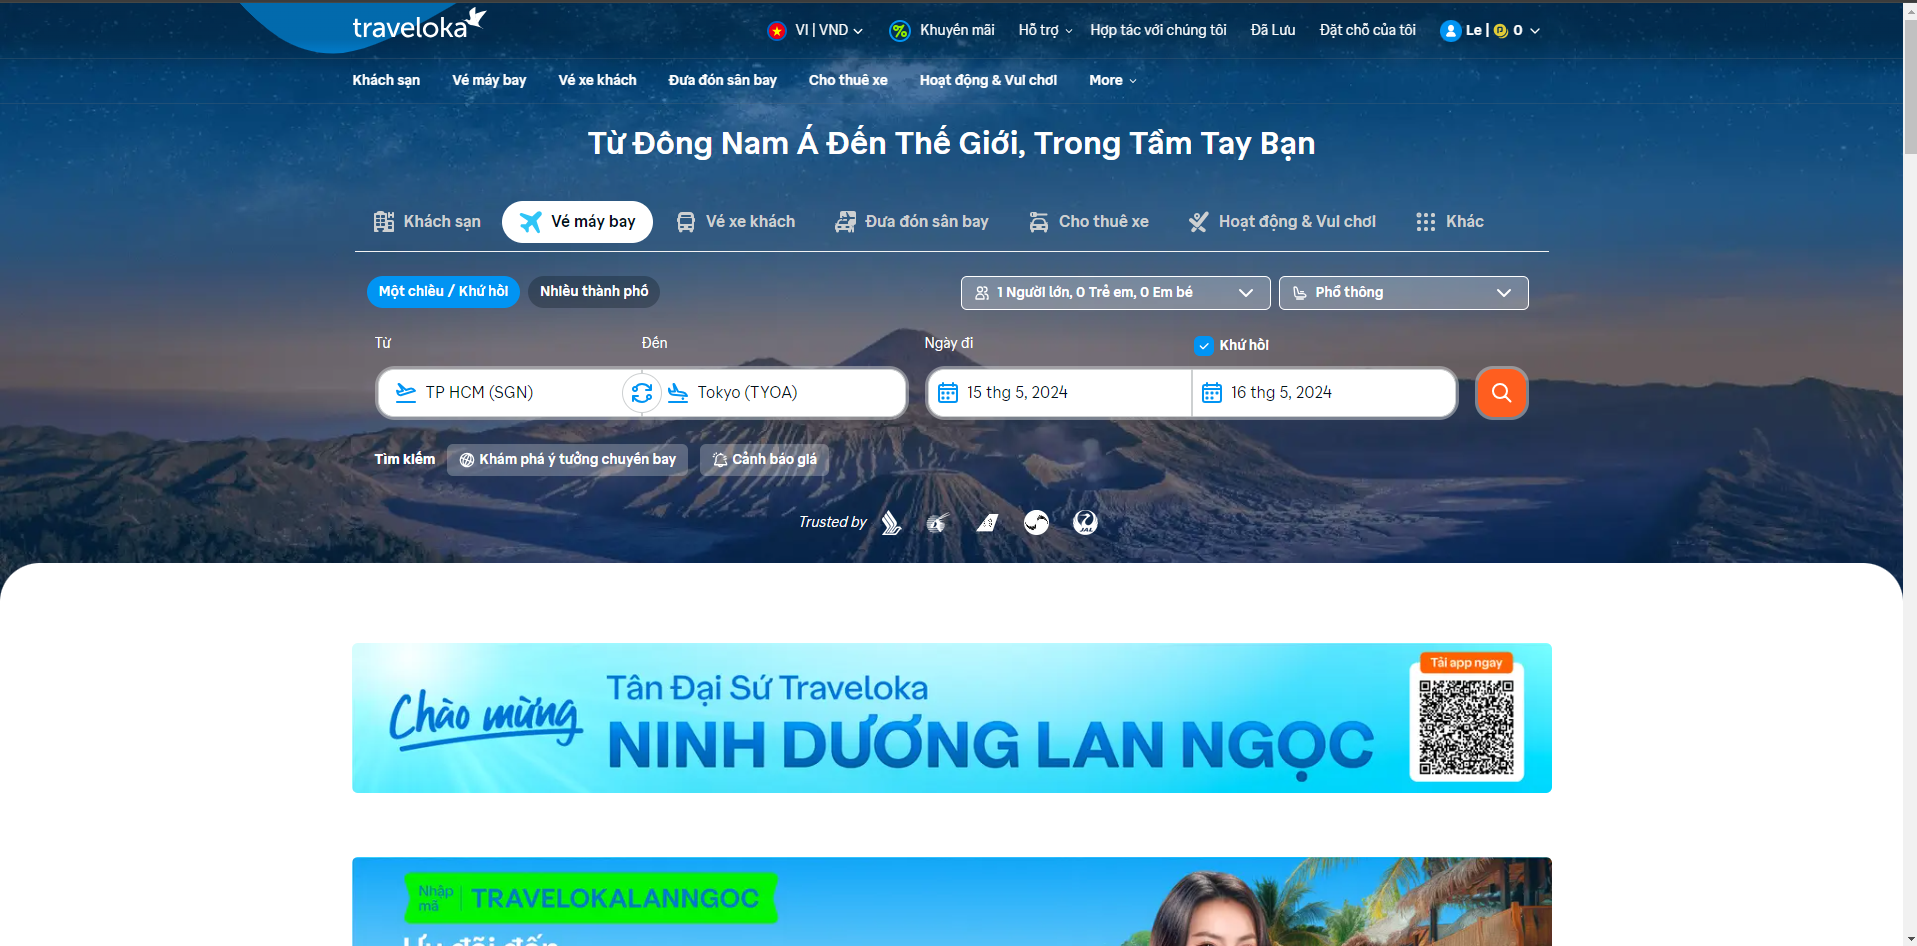 traveloka
VI | VND
Khuyến mãi
Hỗ trợ
Hợp tác với chúng tôi
Đã Lưu
Đặt chỗ của tôi
Le | P 0
Khách sạn
Vé máy bay
Vé xe khách
Đưa đón sân bay
Cho thuê xe
Hoạt động & Vui chơi
More
Từ Đông Nam Á Đến Thế Giới, Trong Tầm Tay Bạn
Khách sạn
Vé máy bay
Vé xe khách
Đưa đón sân bay
Cho thuê xe
Hoạt động & Vui chơi
Khác
Một chiều / Khứ hồi
Nhiều thành phố
1 Người lớn, 0 Trẻ em, 0 Em bé
Phổ thông
Từ
Đến
Ngày đi
Khứ hồi
TP HCM (SGN)
Tokyo (TYOA)
15 thg 5, 2024
16 thg 5, 2024
Tìm kiếm
Khám phá ý tưởng chuyến bay
Cảnh báo giá
Trusted by
JAL
Chào mừng
Tân Đại Sứ Traveloka
NINH DƯƠNG LAN NGỌC
Tải app ngay
Nhập
mã
TRAVELOKALANNGOC
Ưu đãi đến